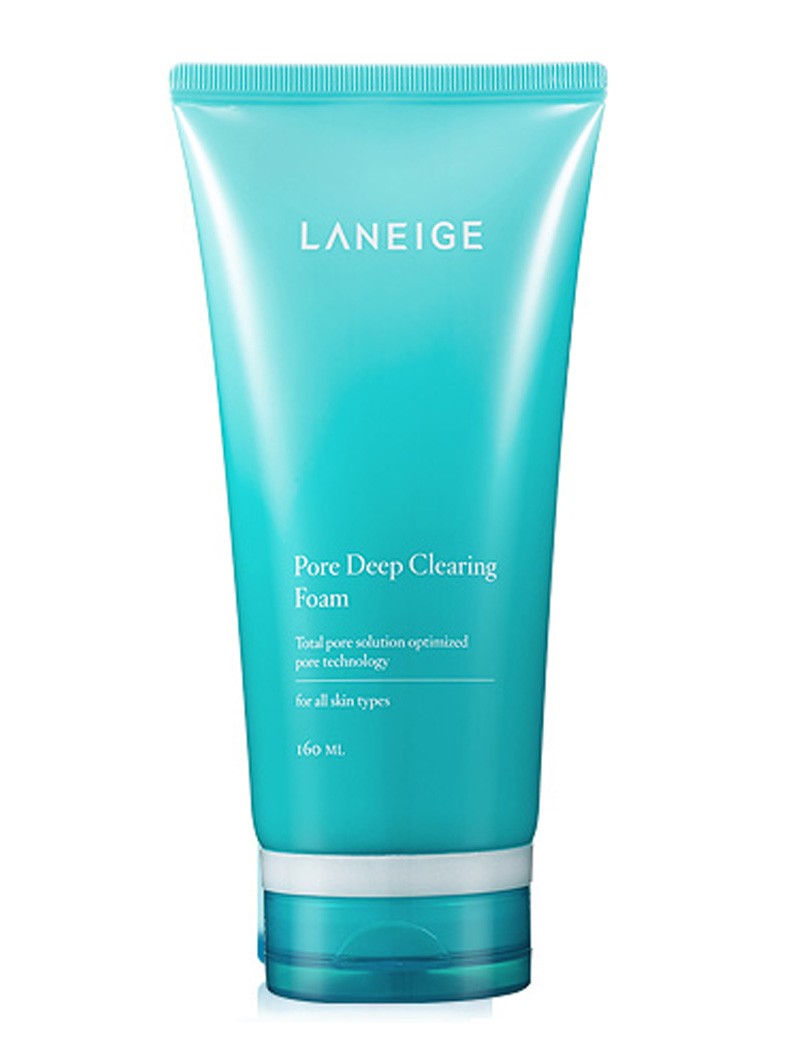 LANEIGE
Pore Deep Clearing
Foam
Total pore solution optimized
pore technology
for all skin types
160 ML